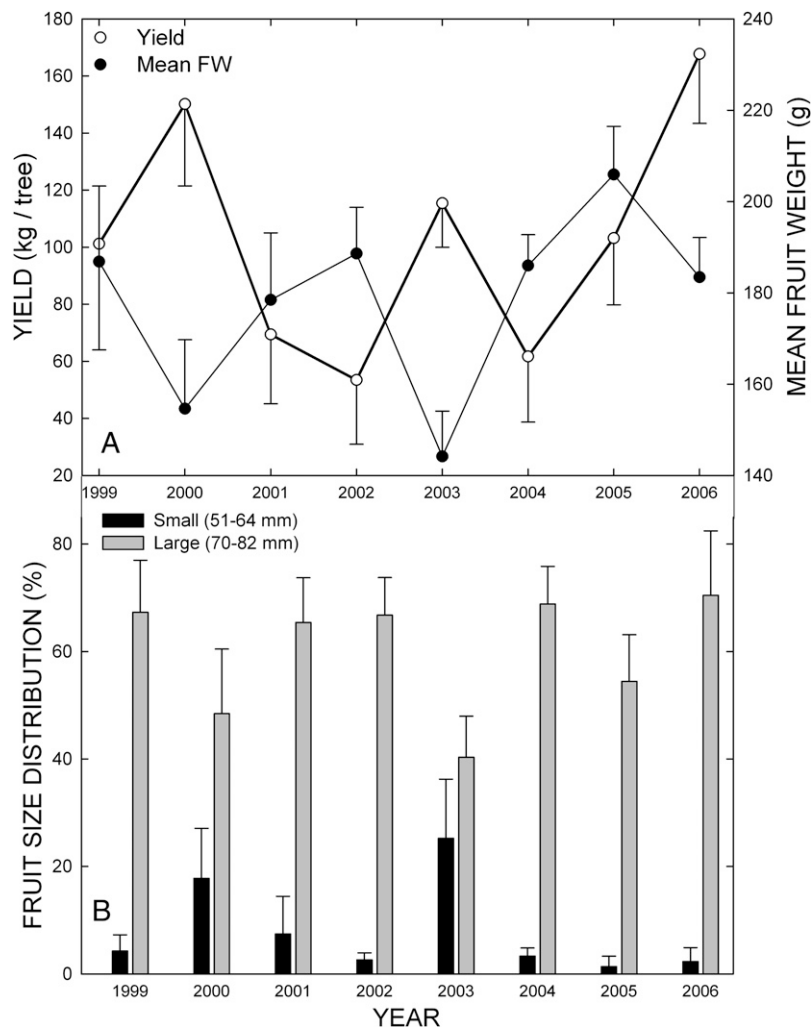 Yield
Mean FW
YIELD (kg / tree)
180
160
140
120
100
80
60
40
20
MEAN FRUIT WEIGHT (g)
240
220
200
180
160
140
A
1999 2000 2001 2002 2003 2004 2005 2006
Small (51-64 mm)
Large (70-82 mm)
FRUIT SIZE DISTRIBUTION (%)
80
60
40
20
0
B
1999 2000 2001 2002 2003 2004 2005 2006
YEAR